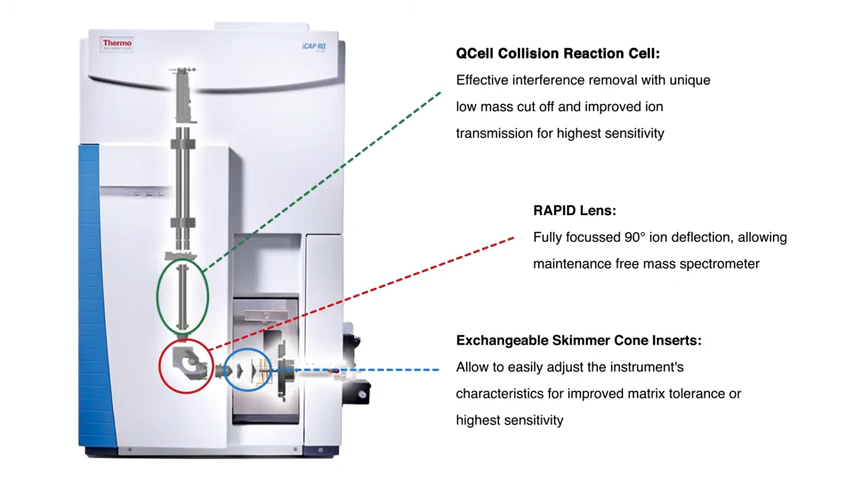 Thermo
SCIENTIFIC
iCAP RQ
QCell Collision Reaction Cell:
Effective interference removal with unique
low mass cut off and improved ion
transmission for highest sensitivity
RAPID Lens:
Fully focussed 90° ion deflection, allowing
maintenance free mass spectrometer
Exchangeable Skimmer Cone Inserts:
Allow to easily adjust the instrument's
characteristics for improved matrix tolerance or
highest sensitivity